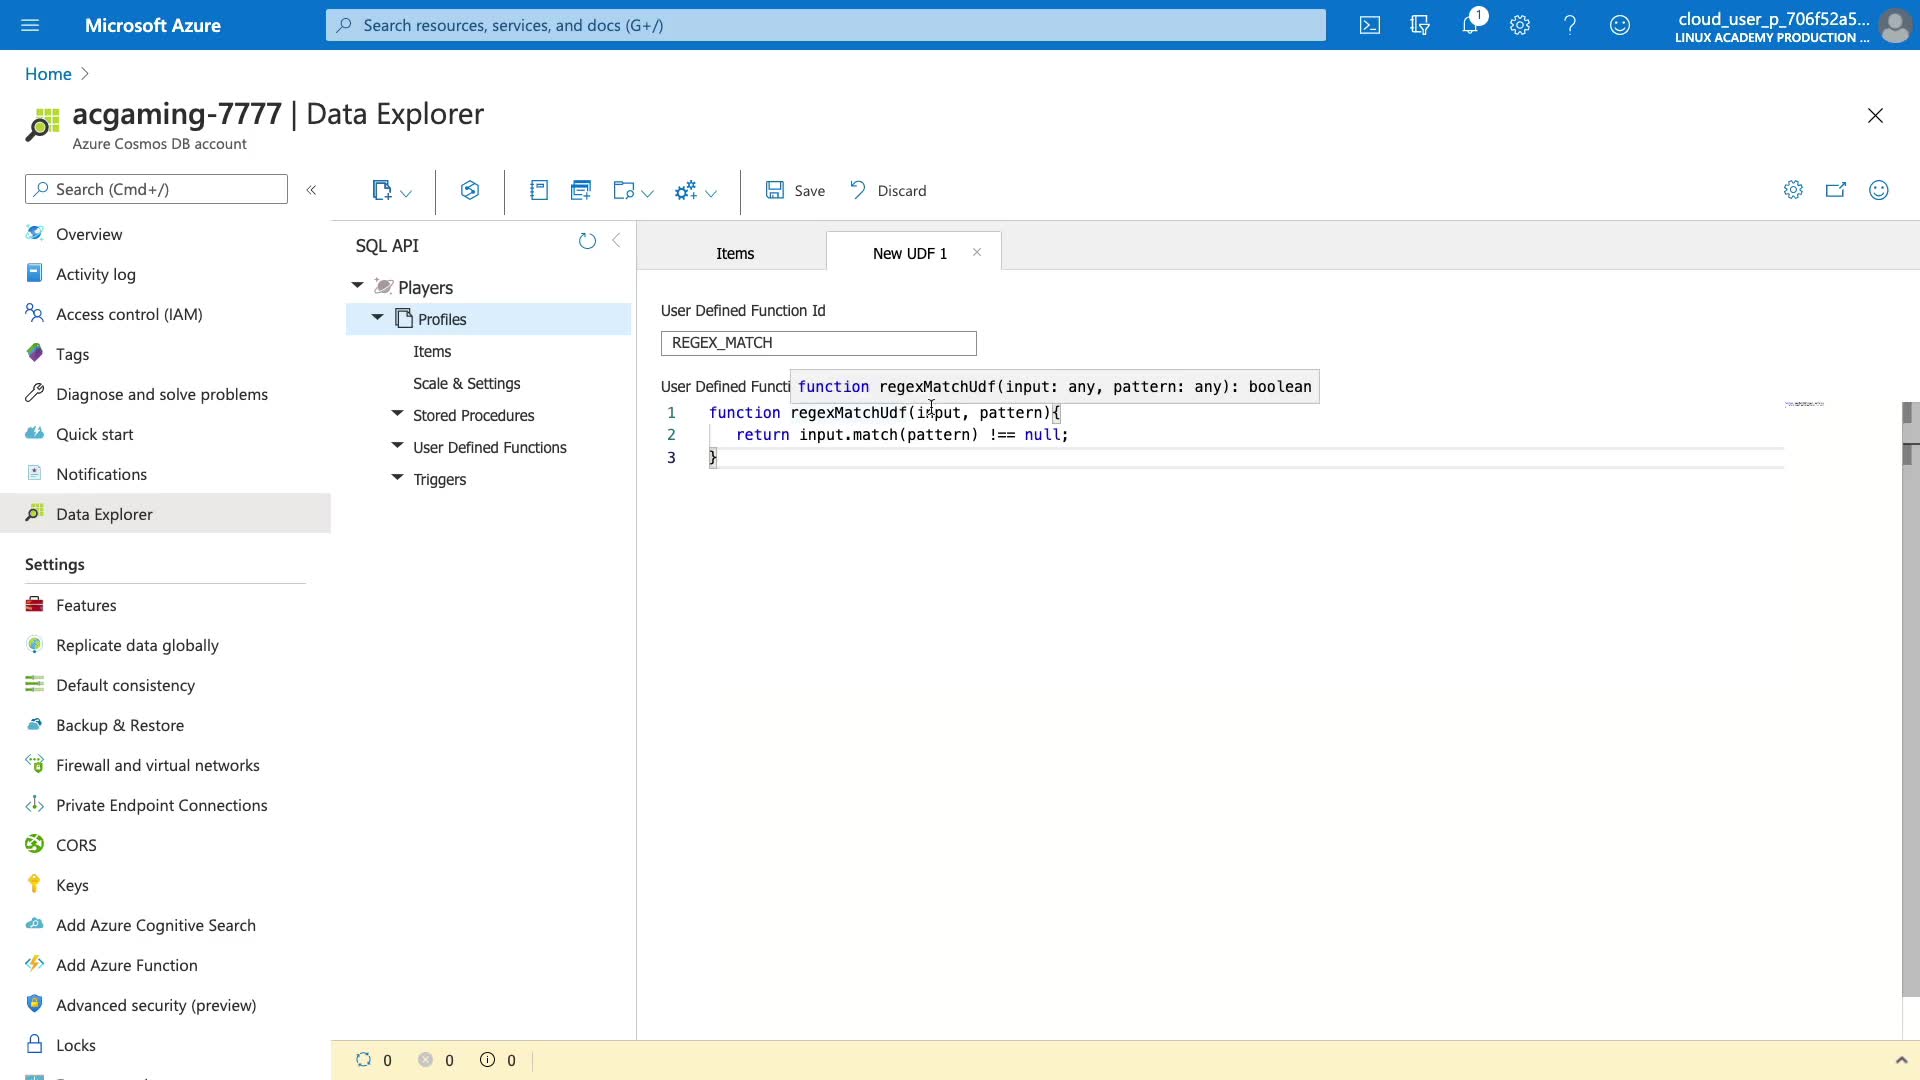 Microsoft Azure
Search resources, services, and docs (G+/)
1
cloud_user_p_706f52a5...
LINUX ACADEMY PRODUCTION ...
Home
acgaming-7777 | Data Explorer
Azure Cosmos DB account
Search (Cmd+/)
«
Save
Discard
Overview
Activity log
Access control (IAM)
Tags
Diagnose and solve problems
Quick start
Notifications
Data Explorer
Settings
Features
Replicate data globally
Default consistency
Backup & Restore
Firewall and virtual networks
Private Endpoint Connections
CORS
Keys
Add Azure Cognitive Search
Add Azure Function
Advanced security (preview)
Locks
SQL API
Players
Profiles
Items
Scale & Settings
Stored Procedures
User Defined Functions
Triggers
Items
New UDF 1
User Defined Function Id
REGEX_MATCH
User Defined Functi
function regexMatchUdf(input: any, pattern: any): boolean
1 function regexMatchUdf(input, pattern){
2 return input.match(pattern) !== null;
3 }
0 0 0